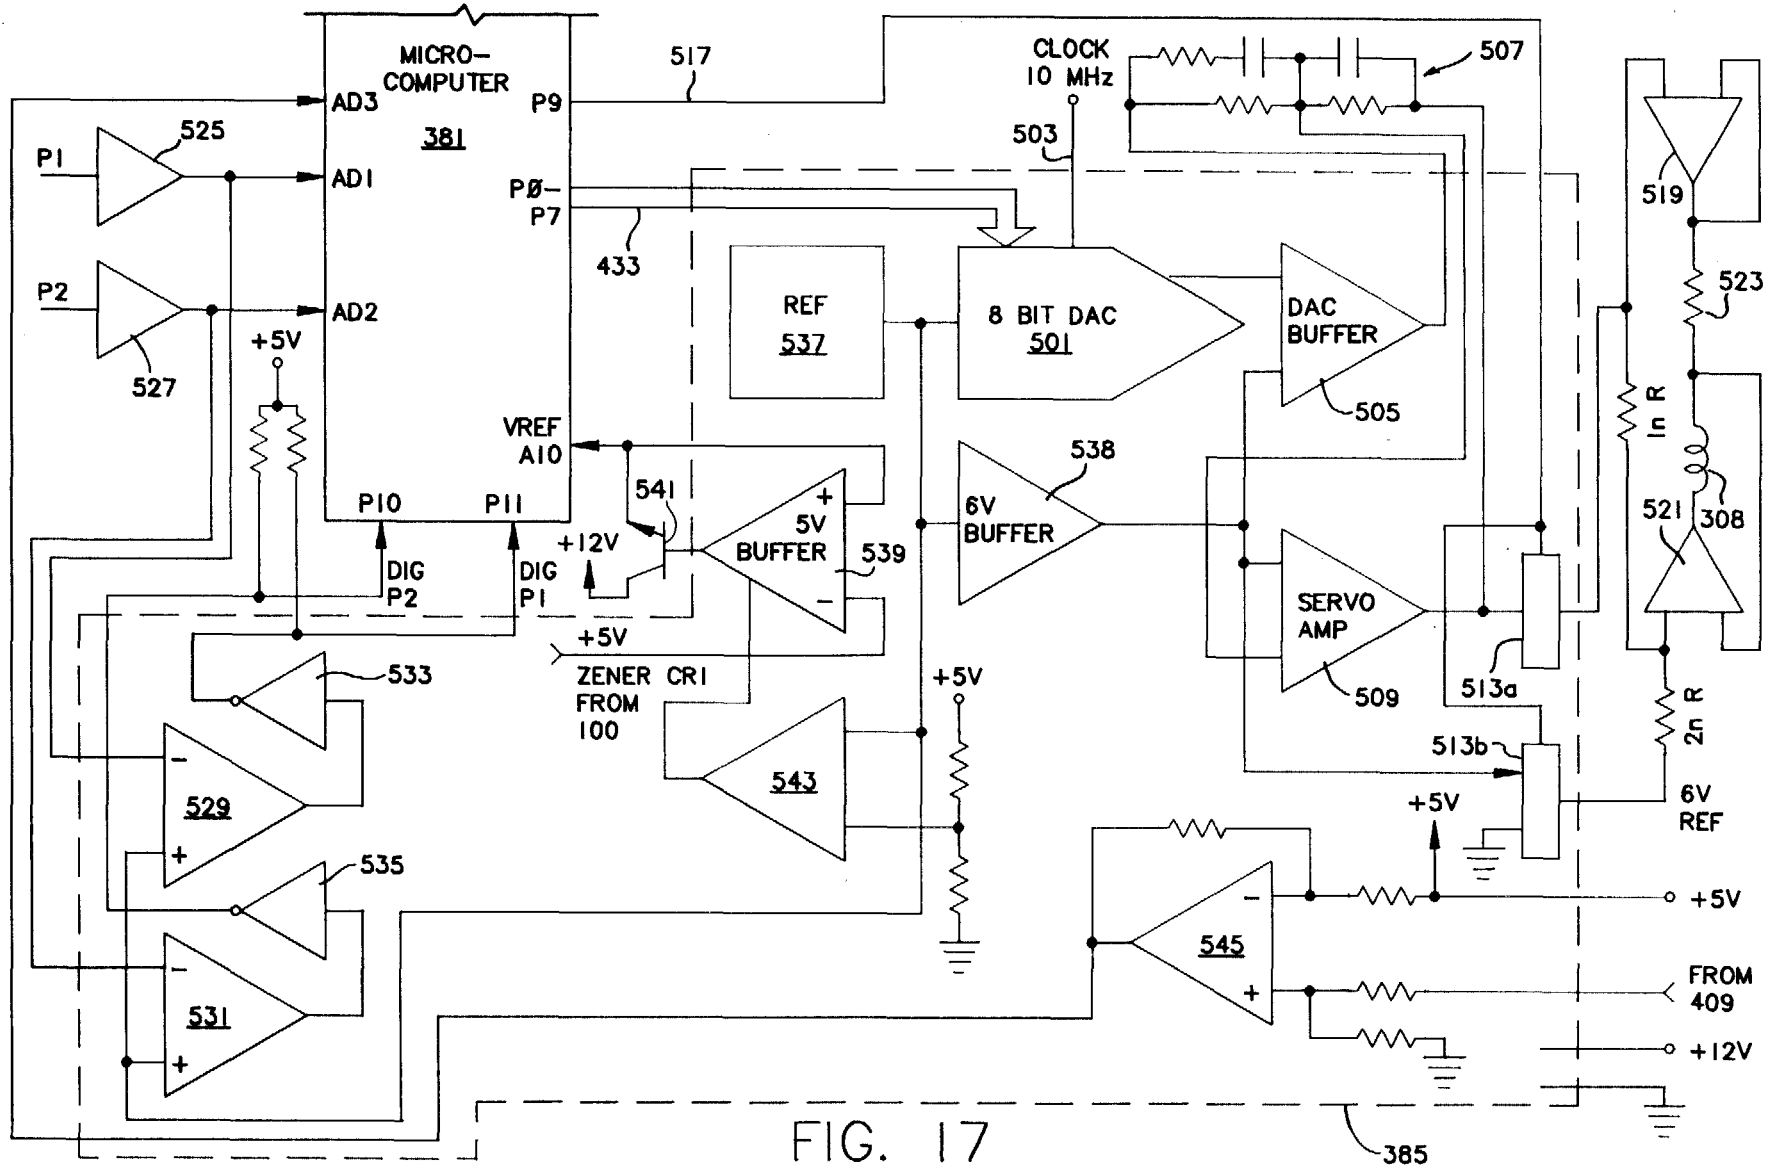 MICRO-
COMPUTER
381
AD3
AD1
AD2
P9
PØ-
P7
VREF
A10
P10
P11
517
CLOCK
10 MHz
507
503
433
P1
525
P2
527
+5V
REF
537
8 BIT DAC
501
DAC
BUFFER
505
519
523
1n R
308
521
541
+12V
+
5V
BUFFER
-
539
6V
BUFFER
538
SERVO
AMP
509
513a
2n R
513b
6V
REF
DIG
P2
DIG
P1
+5V
ZENER CR1
FROM
100
+5V
543
533
-
529
+
535
-
531
+
+5V
-
545
+
+5V
FROM
409
+12V
385
FIG. 17